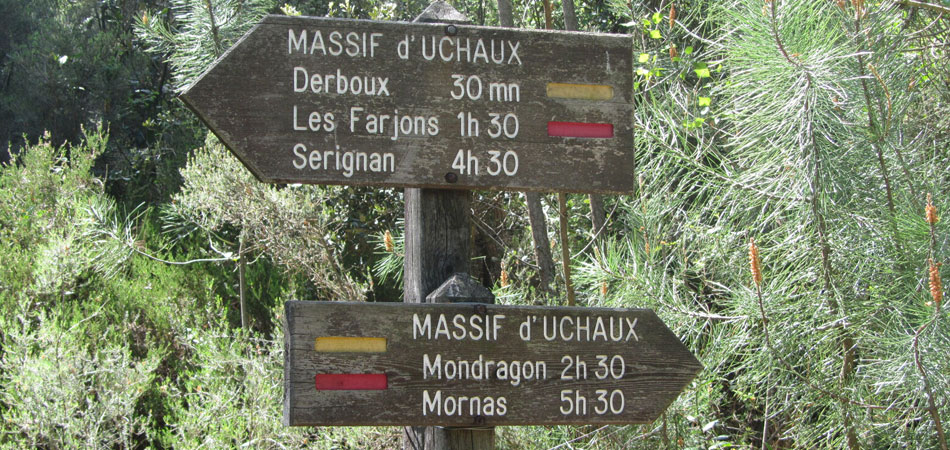 MASSIF d'UCHAUX
Derboux 30 mn
Les Farjons 1h 30
Serignan 4h 30
MASSIF d'UCHAUX
Mondragon 2h 30
Mornas 5h 30